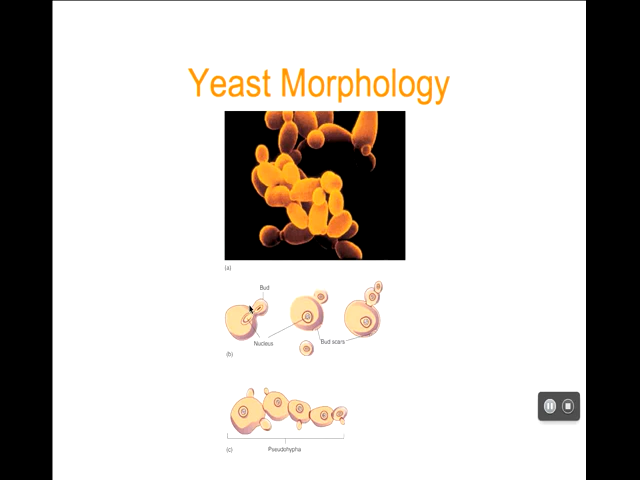 Yeast Morphology
(a)
Bud
Nucleus
Bud scars
(b)
(c)
Pseudohypha